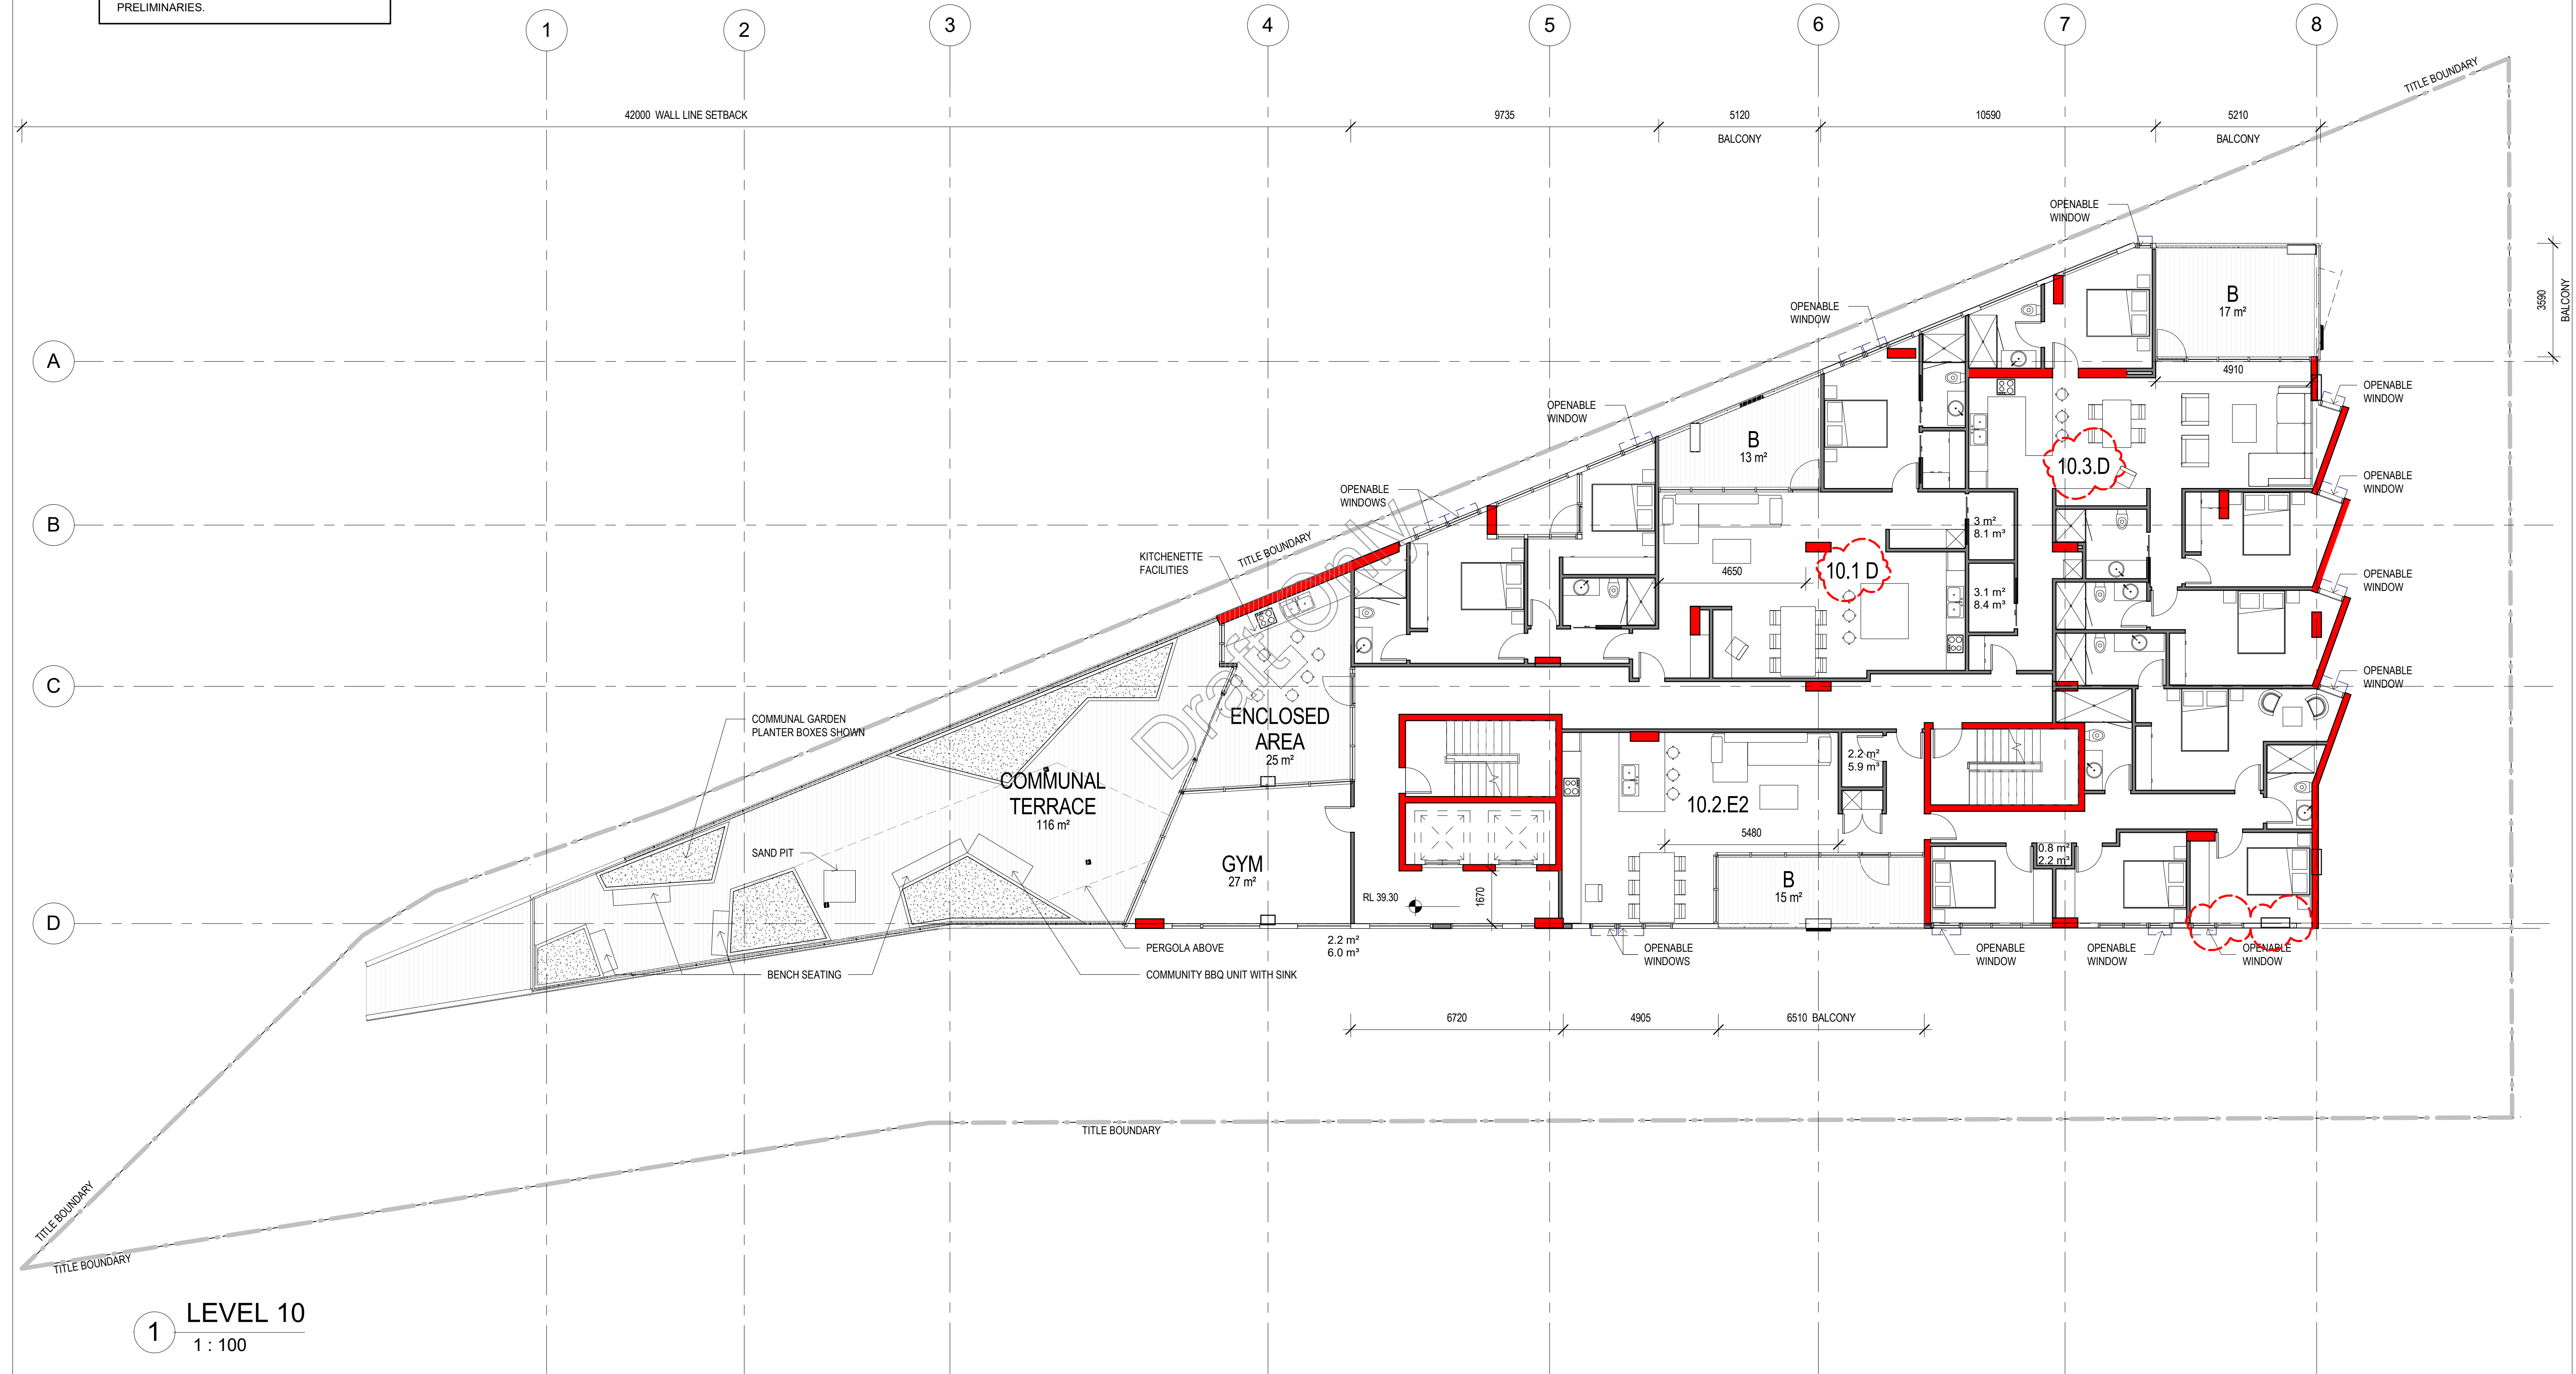 PRELIMINARIES.
1
2
3
4
5
6
7
8
TITLE BOUNDARY
42000 WALL LINE SETBACK
9735
5120
BALCONY
10590
5210
BALCONY
OPENABLE
WINDOW
3590
BALCONY
B
17 m²
OPENABLE
WINDOW
A
4910
OPENABLE
WINDOW
OPENABLE
WINDOW
B
13 m²
10.3.D
OPENABLE
WINDOW
OPENABLE
WINDOWS
B
3 m²
8.1 m³
TITLE BOUNDARY
KITCHENETTE
FACILITIES
4650
10.1 D
OPENABLE
WINDOW
3.1 m²
8.4 m³
Draft Only
C
OPENABLE
WINDOW
COMMUNAL GARDEN
PLANTER BOXES SHOWN
ENCLOSED
AREA
25 m²
2.2 m²
5.9 m³
COMMUNAL
TERRACE
116 m²
10.2.E2
5480
SAND PIT
0.8 m²
2.2 m³
GYM
27 m²
B
15 m²
RL 39.30
1670
D
2.2 m²
6.0 m³
PERGOLA ABOVE
OPENABLE
WINDOWS
OPENABLE
WINDOW
OPENABLE
WINDOW
OPENABLE
WINDOW
BENCH SEATING
COMMUNITY BBQ UNIT WITH SINK
6720
4905
6510 BALCONY
TITLE BOUNDARY
TITLE BOUNDARY
TITLE BOUNDARY
1
LEVEL 10
1 : 100